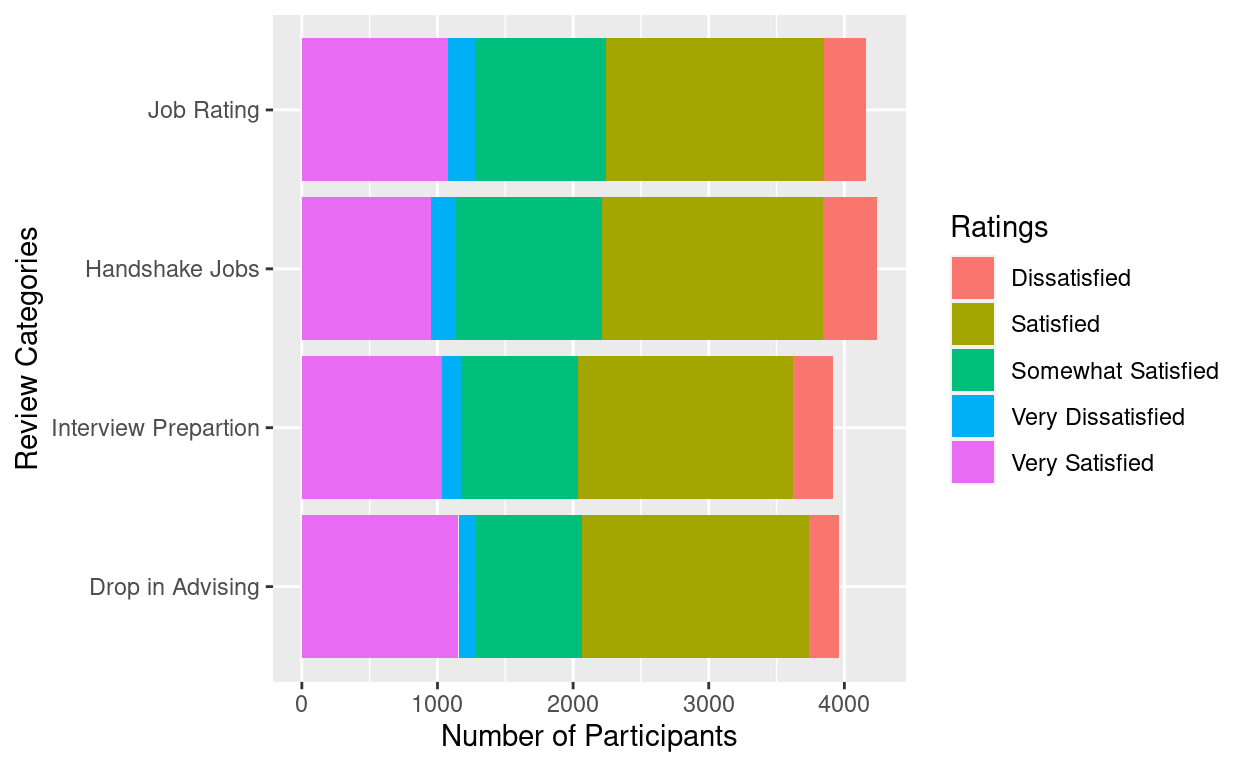 Review Categories
Job Rating
Handshake Jobs
Interview Prepartion
Drop in Advising
0 1000 2000 3000 4000
Number of Participants
Ratings
Dissatisfied
Satisfied
Somewhat Satisfied
Very Dissatisfied
Very Satisfied